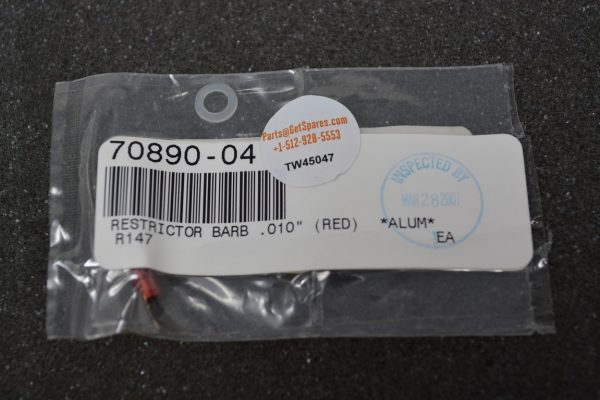 Parts@GetSpares.com
+1-512-928-5553
TW45047
70890-04
INSPECTED BY
MAR 28 2001
RESTRICTOR BARB .010" (RED) *ALUM*
R147
EA